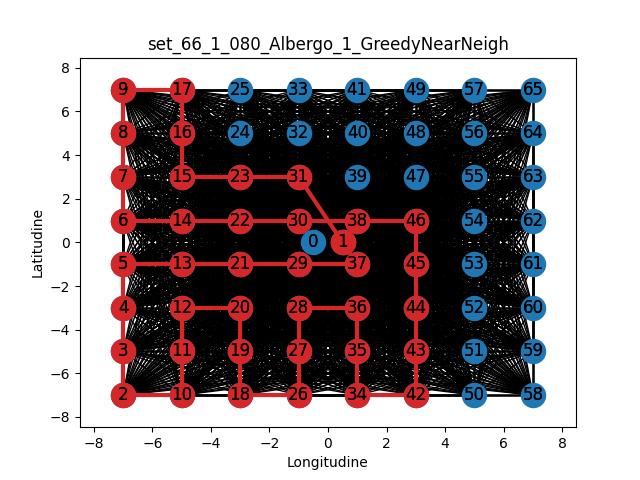 set_66_1_080_Albergo_1_GreedyNearNeigh
8
6
4
2
0
−2
−4
−6
−8
Latitudine
9 17 25 33 41 49 57 65
8 16 24 32 40 48 56 64
7 15 23 31 39 47 55 63
6 14 22 30 38 46 54 62
0 1
5 13 21 29 37 45 53 61
4 12 20 28 36 44 52 60
3 11 19 27 35 43 51 59
2 10 18 26 34 42 50 58
−8 −6 −4 −2 0 2 4 6 8
Longitudine